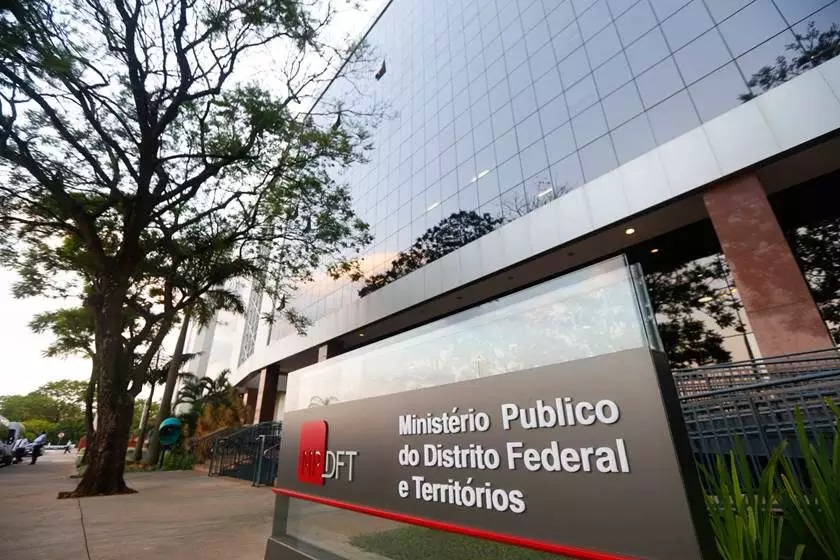 MPDFT
Ministério Público
do Distrito Federal
e Territórios